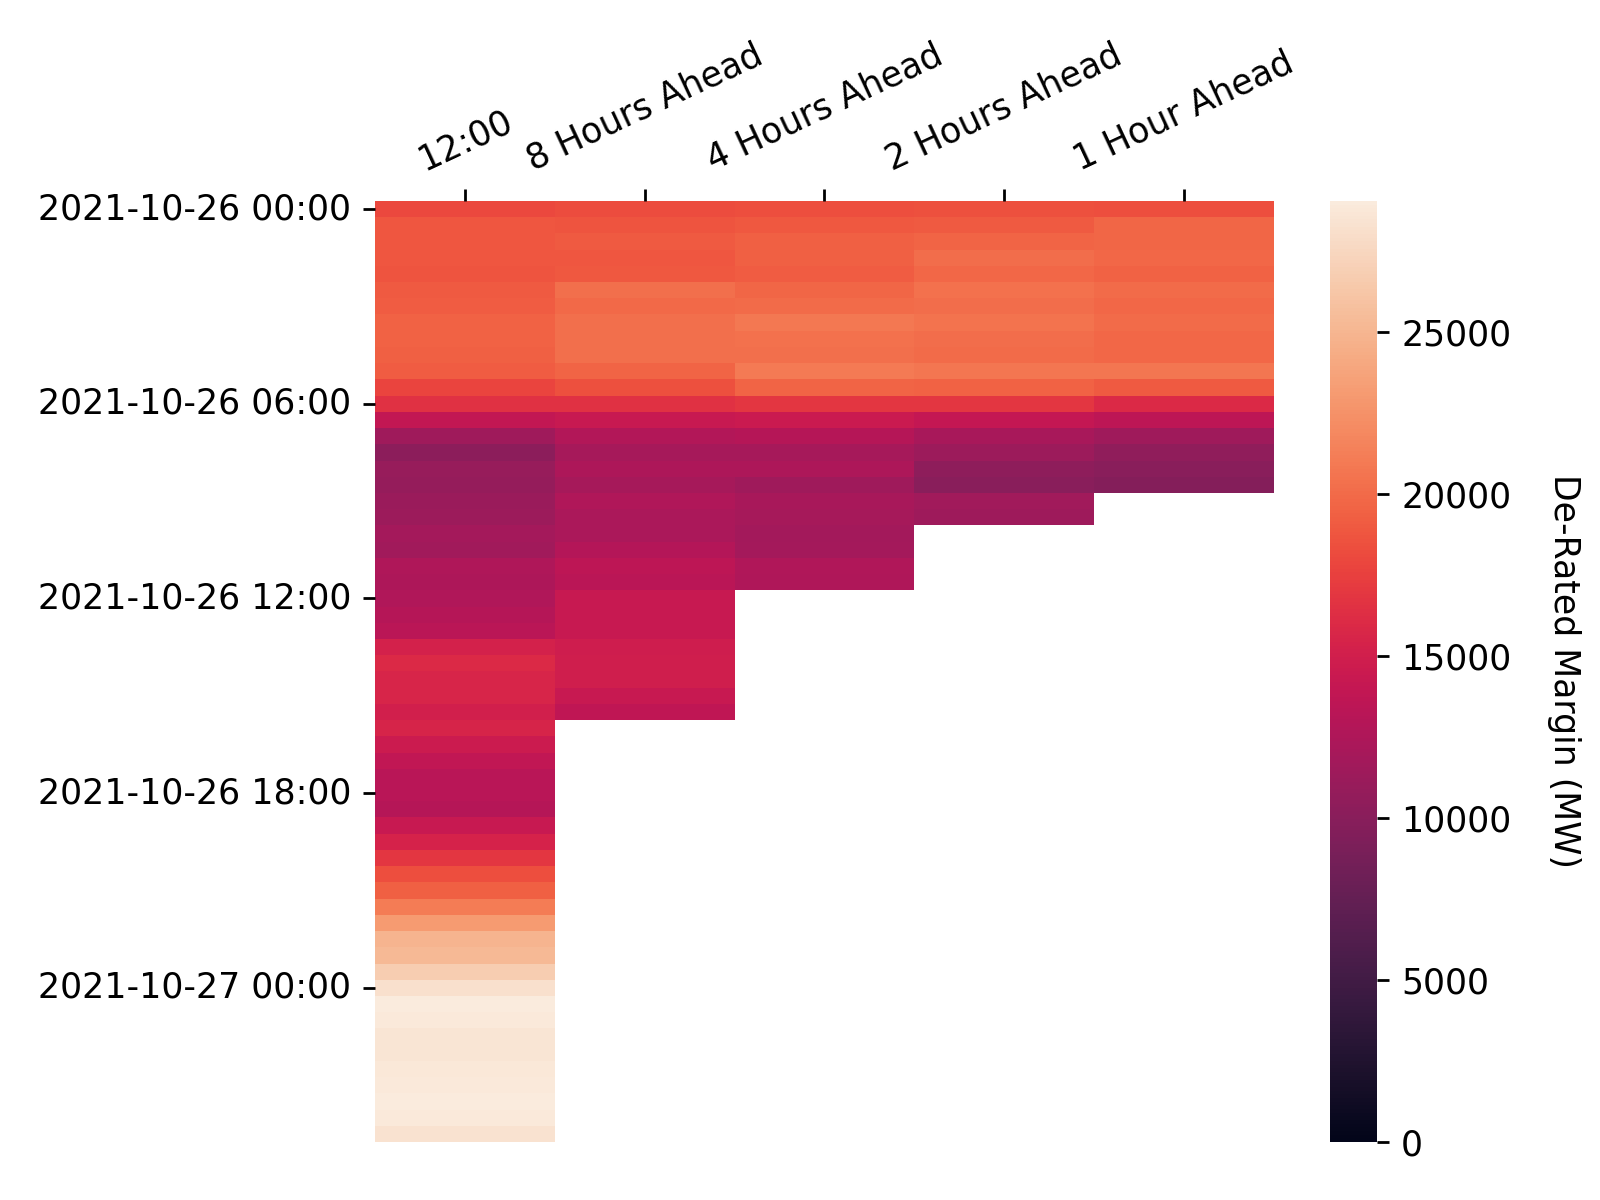 12:00
8 Hours Ahead
4 Hours Ahead
2 Hours Ahead
1 Hour Ahead
2021-10-26 00:00
2021-10-26 06:00
2021-10-26 12:00
2021-10-26 18:00
2021-10-27 00:00
25000
20000
15000
10000
5000
0
De-Rated Margin (MW)